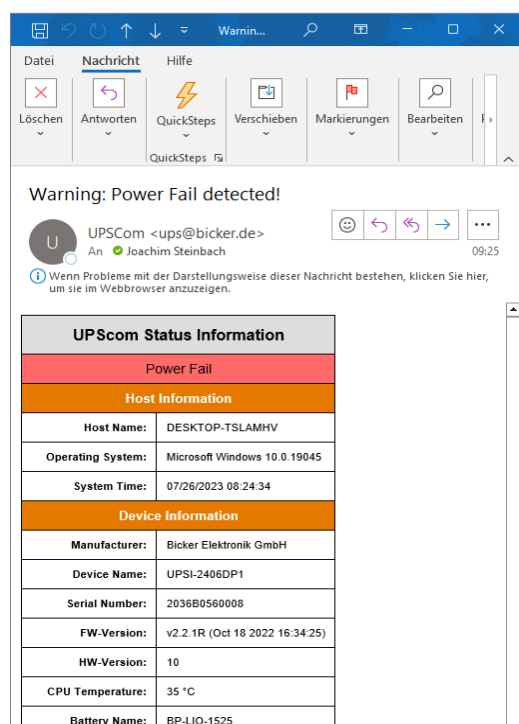 Warnin...
Datei Nachricht Hilfe
Löschen Antworten QuickSteps Verschieben Markierungen Bearbeiten
QuickSteps
Warning: Power Fail detected!
U UPSCom <ups@bicker.de>
An Joachim Steinbach 09:25
Wenn Probleme mit der Darstellungsweise dieser Nachricht bestehen, klicken Sie hier,
um sie im Webbrowser anzuzeigen.
UPScom Status Information
Power Fail
Host Information
Host Name: DESKTOP-TSLAMHV
Operating System: Microsoft Windows 10.0.19045
System Time: 07/26/2023 08:24:34
Device Information
Manufacturer: Bicker Elektronik GmbH
Device Name: UPSI-2406DP1
Serial Number: 2036B0560008
FW-Version: v2.2.1R (Oct 18 2022 16:34:25)
HW-Version: 10
CPU Temperature: 35 °C
Battery Name: BP-LIO-1525